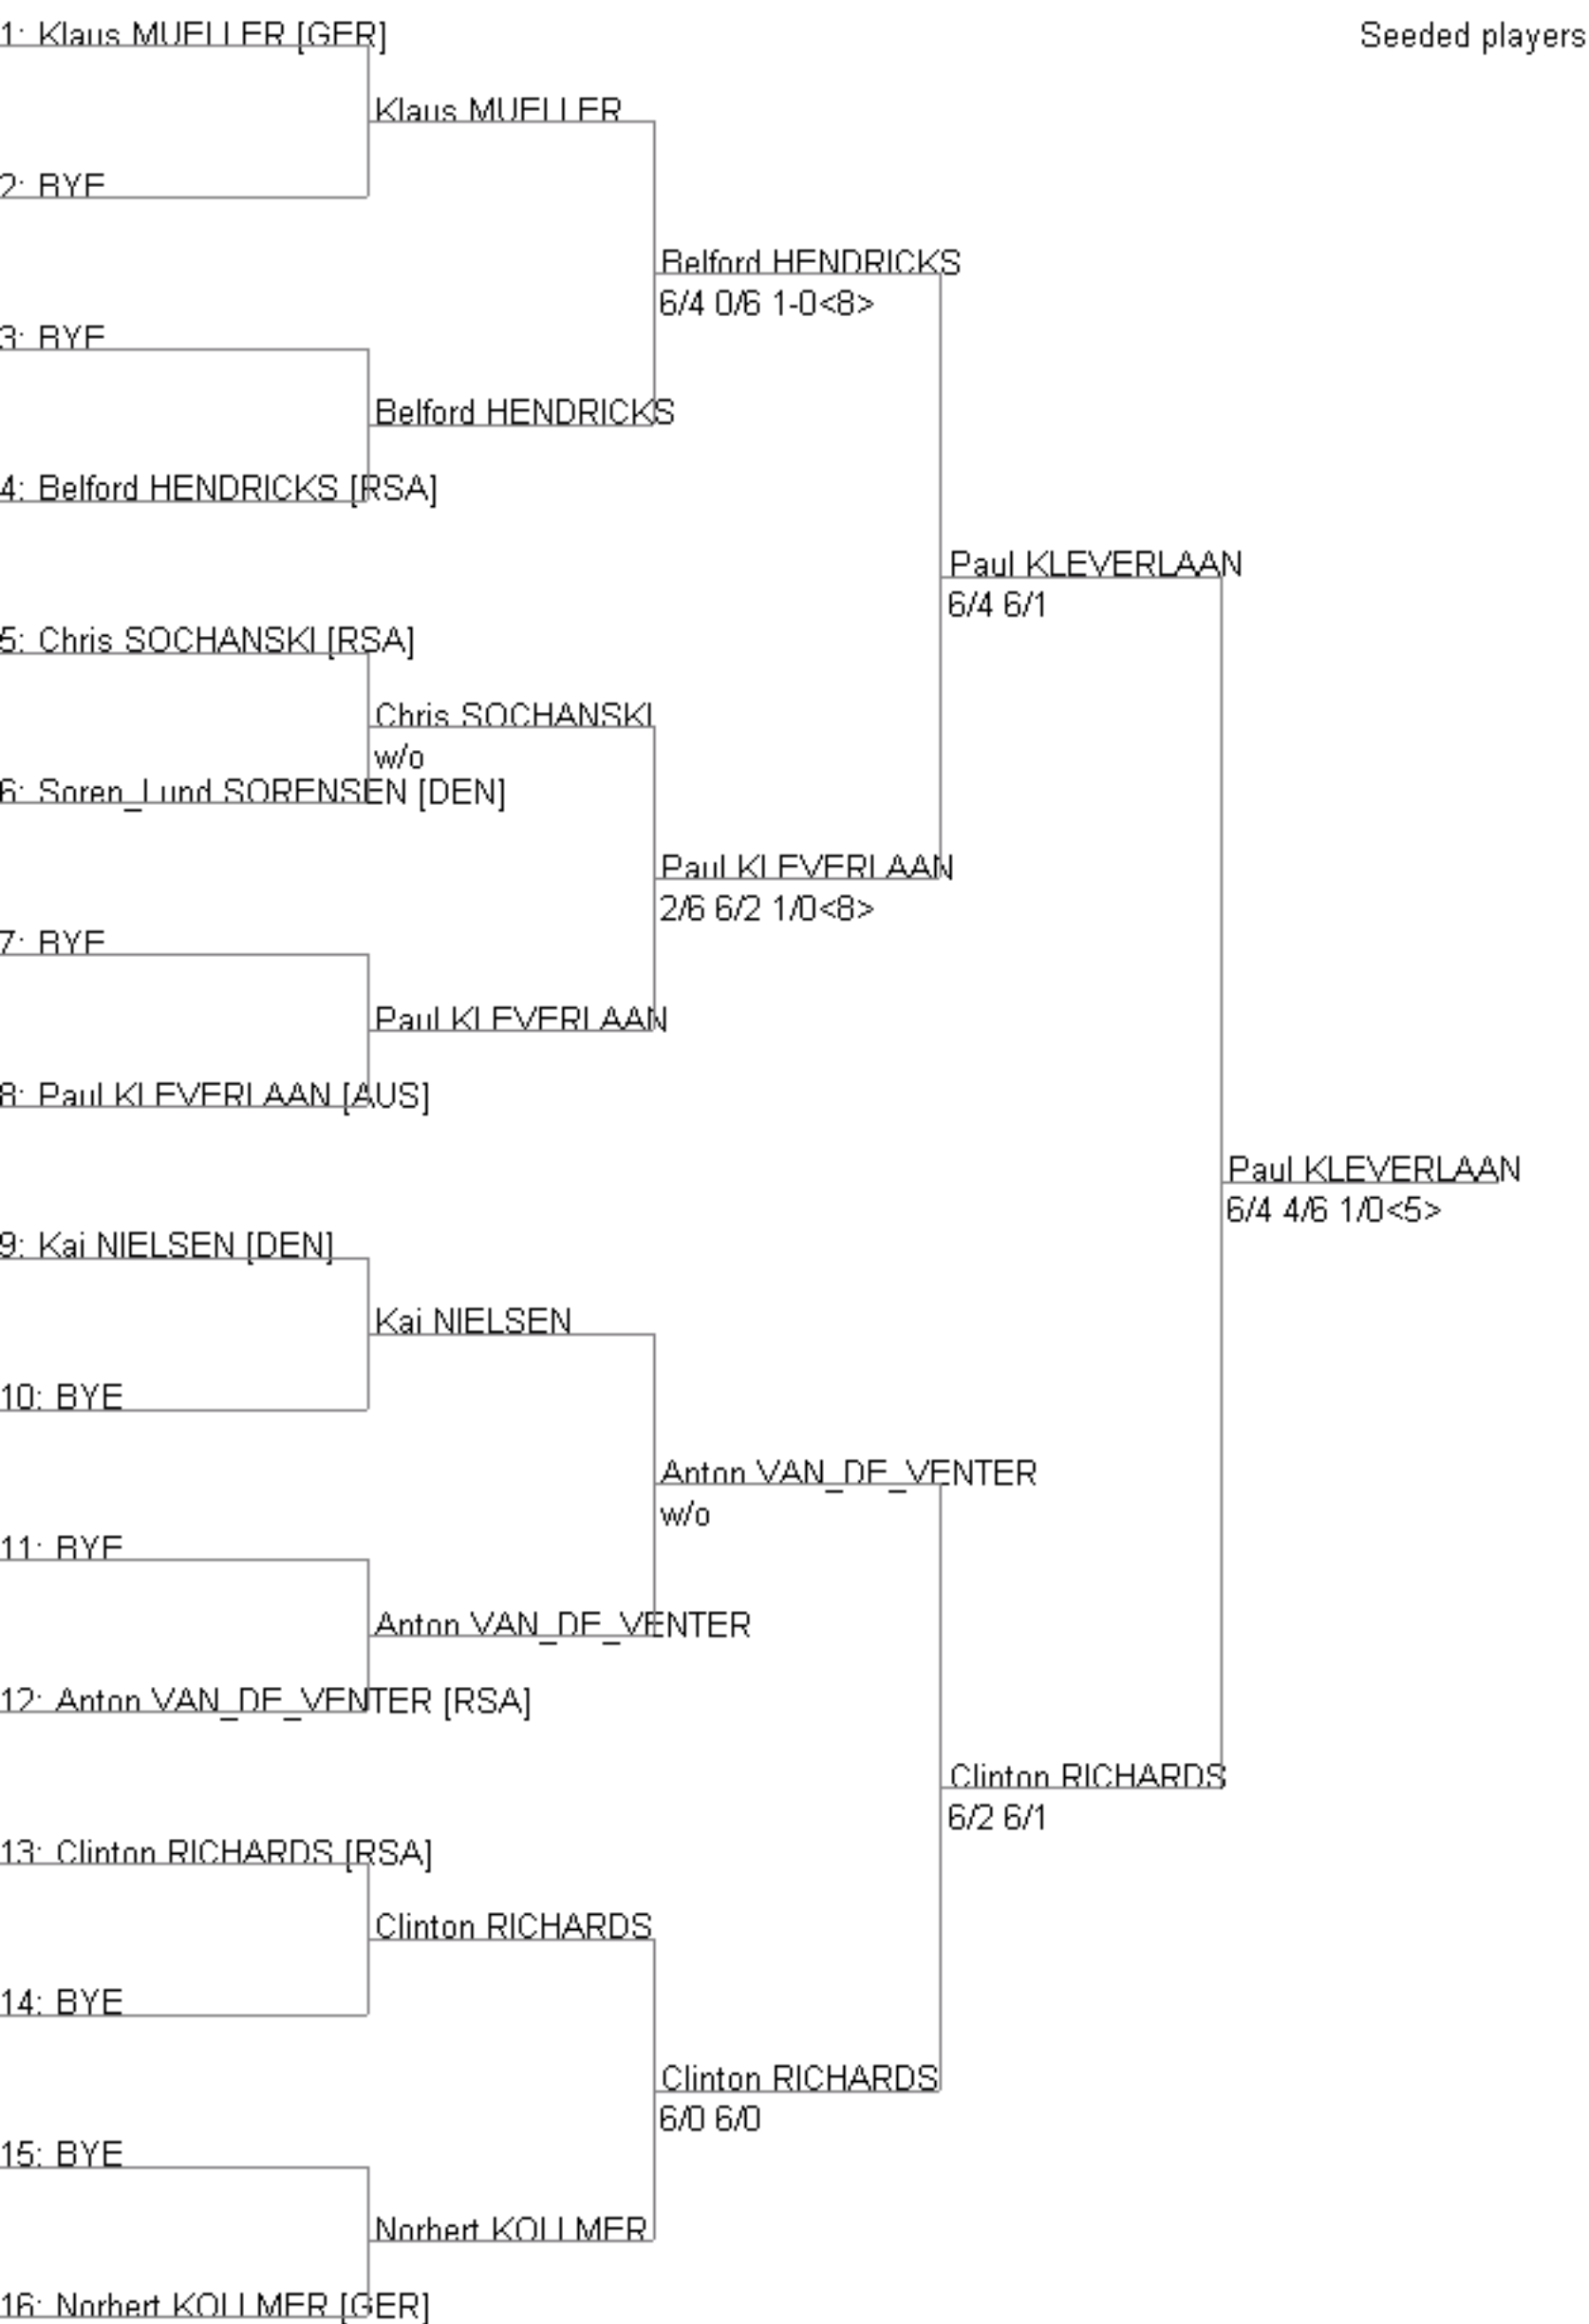 1: Klaus MUELLER [GER]
Seeded players
Klaus MUELLER
2: BYE
Belford HENDRICKS
6/4 0/6 1-0<8>
3: BYE
Belford HENDRICKS
4: Belford HENDRICKS [RSA]
Paul KLEVERLAAN
6/4 6/1
5: Chris SOCHANSKI [RSA]
Chris SOCHANSKI
w/o
6: Soren_Lund SORENSEN [DEN]
Paul KLEVERLAAN
2/6 6/2 1/0<8>
7: BYE
Paul KLEVERLAAN
8: Paul KLEVERLAAN [AUS]
Paul KLEVERLAAN
6/4 4/6 1/0<5>
9: Kai NIELSEN [DEN]
Kai NIELSEN
10: BYE
Anton VAN_DE_VENTER
w/o
11: BYE
Anton VAN_DE_VENTER
12: Anton VAN_DE_VENTER [RSA]
Clinton RICHARDS
6/2 6/1
13: Clinton RICHARDS [RSA]
Clinton RICHARDS
14: BYE
Clinton RICHARDS
6/0 6/0
15: BYE
Norbert KOLLMER
16: Norbert KOLLMER [GER]